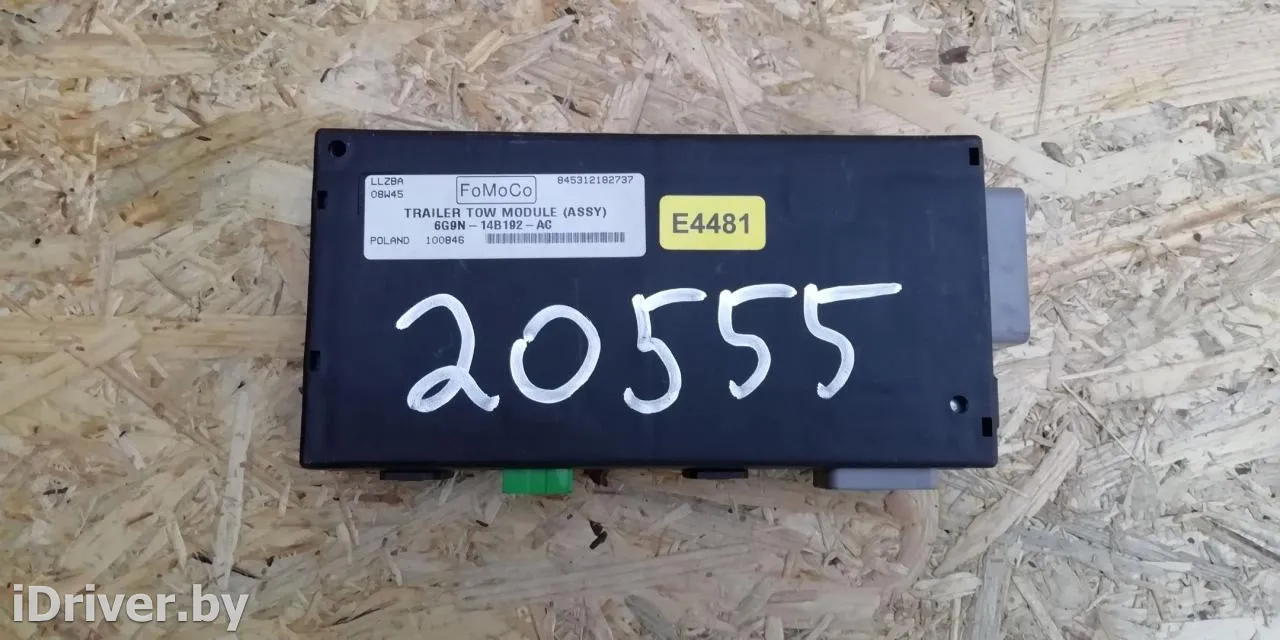 LLZBA
08W45
FoMoCo
845312182737
TRAILER TOW MODULE (ASSY)
6G9N-14B192-AC
POLAND 100846
E4481
20555
iDriver.by